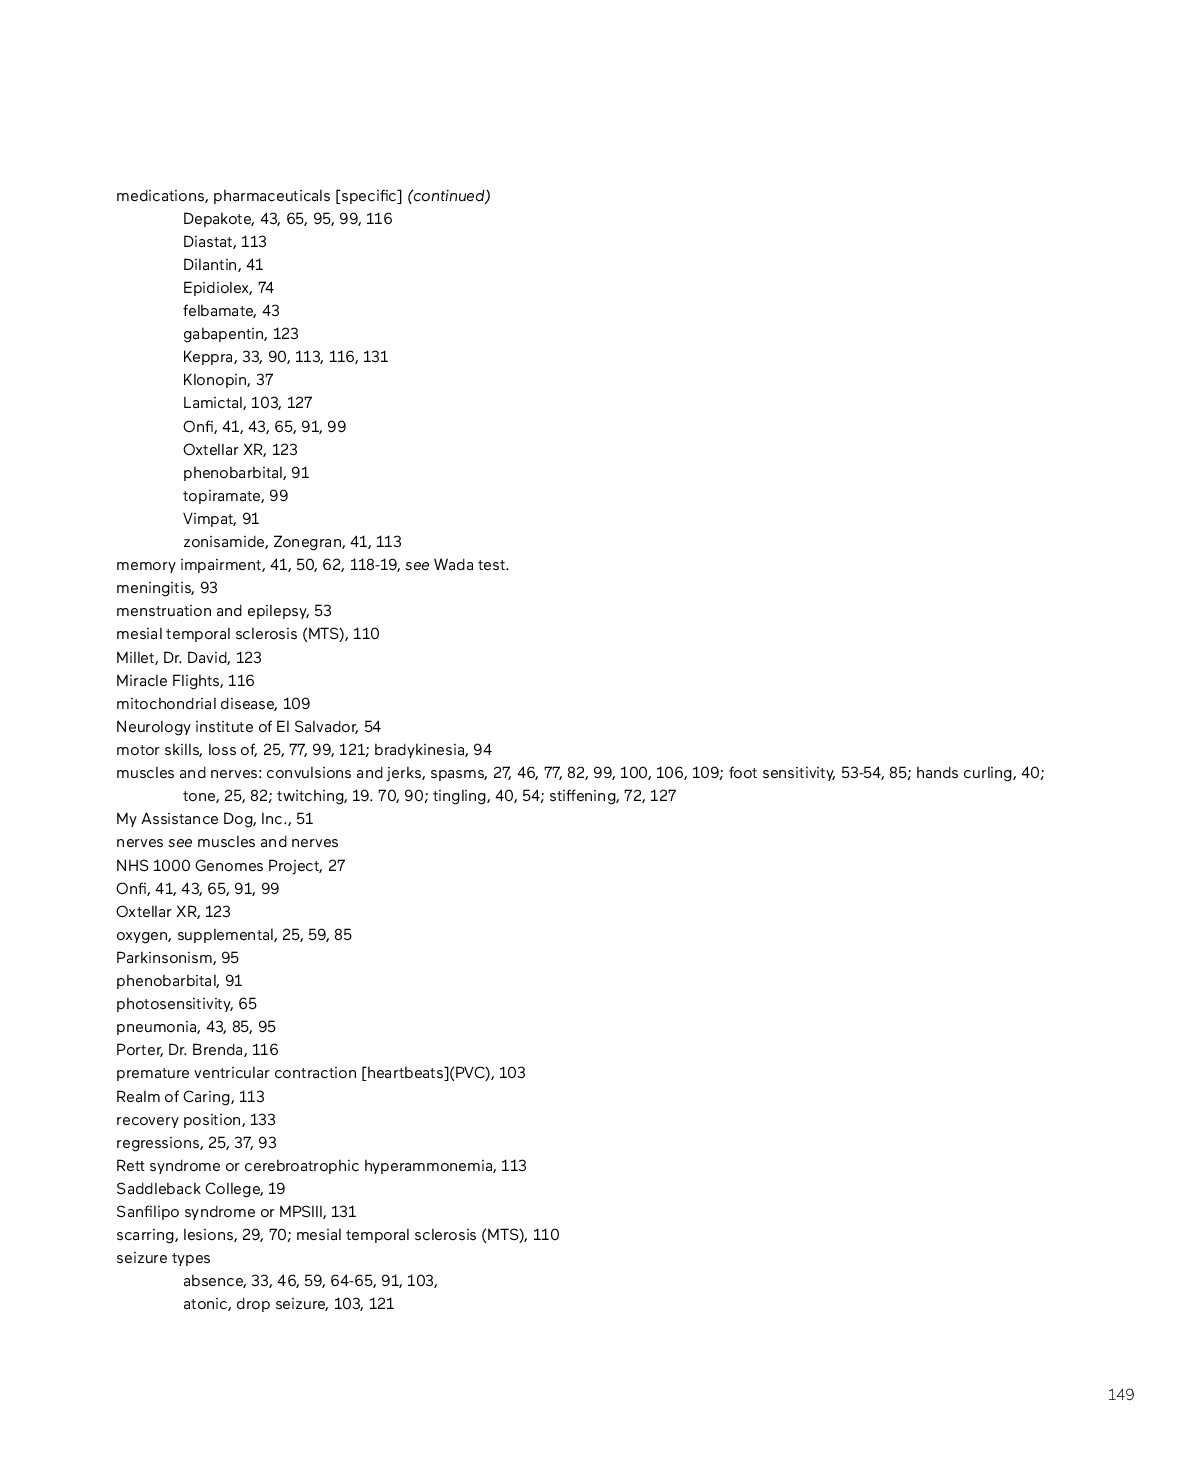 medications, pharmaceuticals [specific] (continued)
Depakote, 43, 65, 95, 99, 116
Diastat, 113
Dilantin, 41
Epidiolex, 74
felbamate, 43
gabapentin, 123
Keppra, 33, 90, 113, 116, 131
Klonopin, 37
Lamictal, 103, 127
Onfi, 41, 43, 65, 91, 99
Oxtellar XR, 123
phenobarbital, 91
topiramate, 99
Vimpat, 91
zonisamide, Zonegran, 41, 113
memory impairment, 41, 50, 62, 118-19, see Wada test.
meningitis, 93
menstruation and epilepsy, 53
mesial temporal sclerosis (MTS), 110
Millet, Dr. David, 123
Miracle Flights, 116
mitochondrial disease, 109
Neurology institute of El Salvador, 54
motor skills, loss of, 25, 77, 99, 121; bradykinesia, 94
muscles and nerves: convulsions and jerks, spasms, 27, 46, 77, 82, 99, 100, 106, 109; foot sensitivity, 53-54, 85; hands curling, 40;
tone, 25, 82; twitching, 19. 70, 90; tingling, 40, 54; stiffening, 72, 127
My Assistance Dog, Inc., 51
nerves see muscles and nerves
NHS 1000 Genomes Project, 27
Onfi, 41, 43, 65, 91, 99
Oxtellar XR, 123
oxygen, supplemental, 25, 59, 85
Parkinsonism, 95
phenobarbital, 91
photosensitivity, 65
pneumonia, 43, 85, 95
Porter, Dr. Brenda, 116
premature ventricular contraction [heartbeats](PVC), 103
Realm of Caring, 113
recovery position, 133
regressions, 25, 37, 93
Rett syndrome or cerebroatrophic hyperammonemia, 113
Saddleback College, 19
Sanfilipo syndrome or MPSIII, 131
scarring, lesions, 29, 70; mesial temporal sclerosis (MTS), 110
seizure types
absence, 33, 46, 59, 64-65, 91, 103,
atonic, drop seizure, 103, 121
149